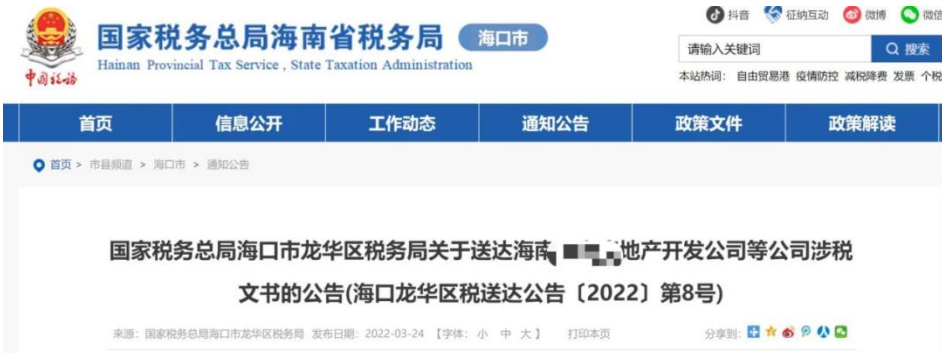 抖音 征纳互动 微博 微信
国家税务总局海南省税务局 海口市
Hainan Provincial Tax Service , State Taxation Administration
中国税务
请输入关键词 搜索
本站热词： 自由贸易港 疫情防控 减税降费 发票 个税
首页 信息公开 工作动态 通知公告 政策文件 政策解读
首页 > 市县频道 > 海口市 > 通知公告
国家税务总局海口市龙华区税务局关于送达海南 地产开发公司等公司涉税
文书的公告(海口龙华区税送达公告〔2022〕第8号)
来源：国家税务总局海口市龙华区税务局 发布日期：2022-03-24 【字体： 小 中 大】 打印本页 分享到：